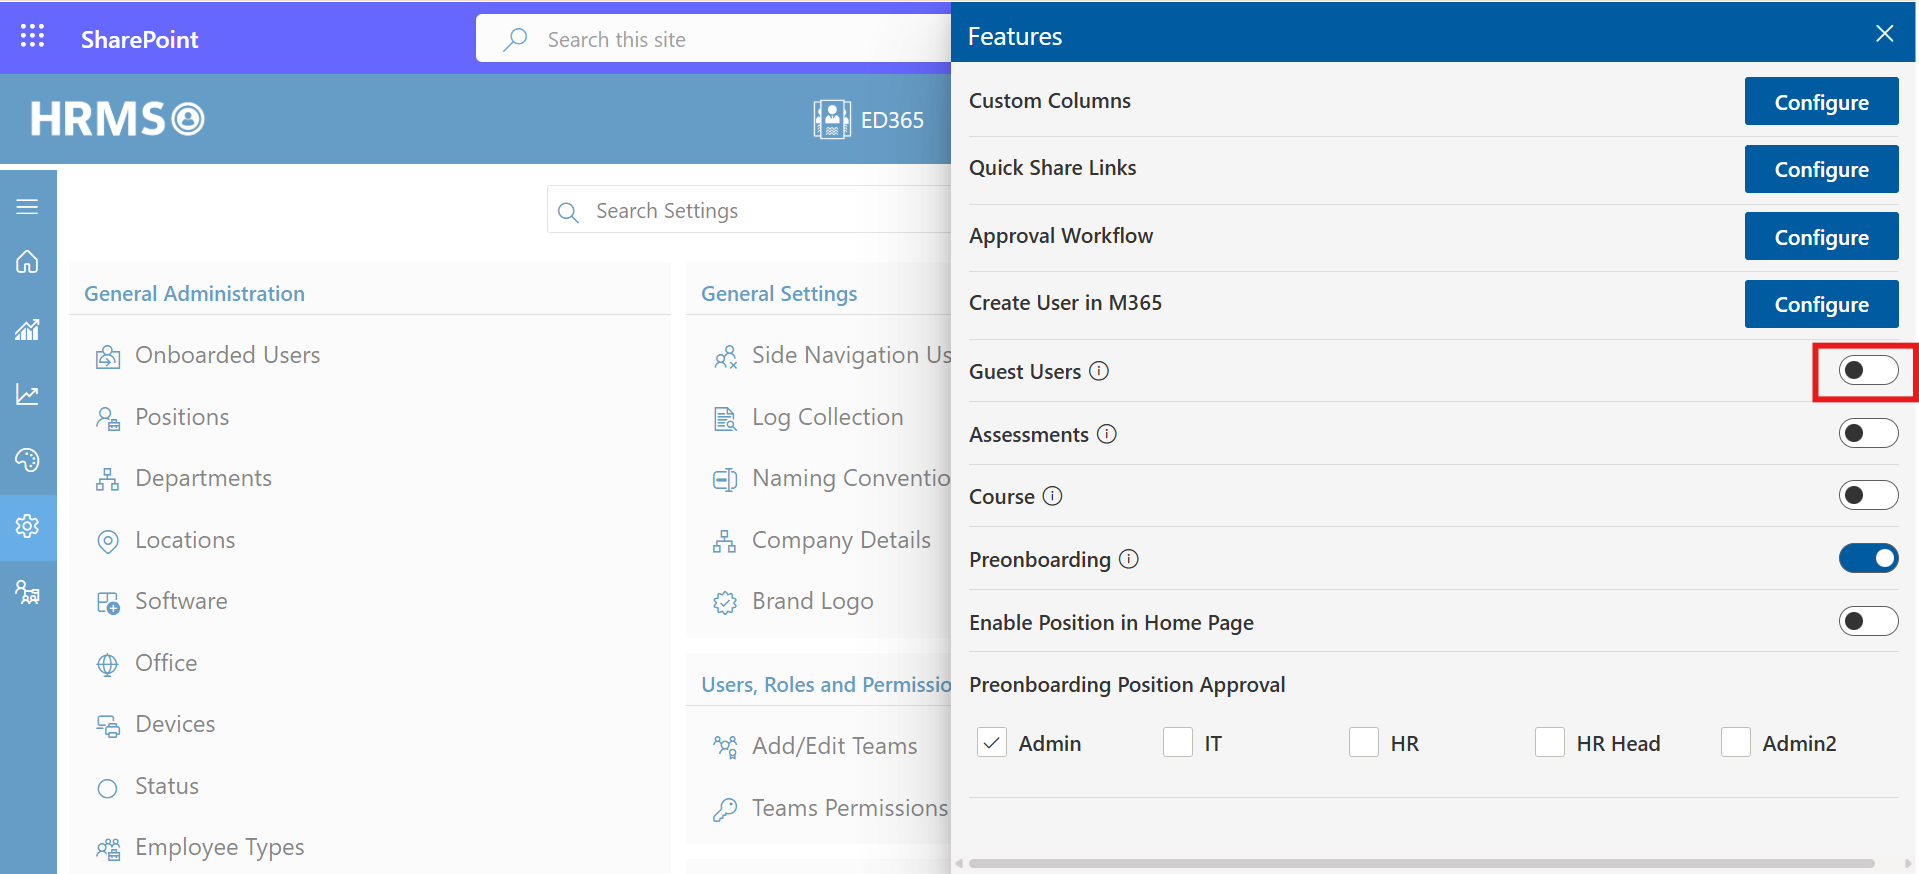 SharePoint
Search this site
HRMS
ED365
Search Settings
General Administration
Onboarded Users
Positions
Departments
Locations
Software
Office
Devices
Status
Employee Types
General Settings
Side Navigation Us
Log Collection
Naming Conventio
Company Details
Brand Logo
Users, Roles and Permissio
Add/Edit Teams
Teams Permissions
Features
Custom Columns Configure
Quick Share Links Configure
Approval Workflow Configure
Create User in M365 Configure
Guest Users
Assessments
Course
Preonboarding
Enable Position in Home Page
Preonboarding Position Approval
Admin IT HR HR Head Admin2